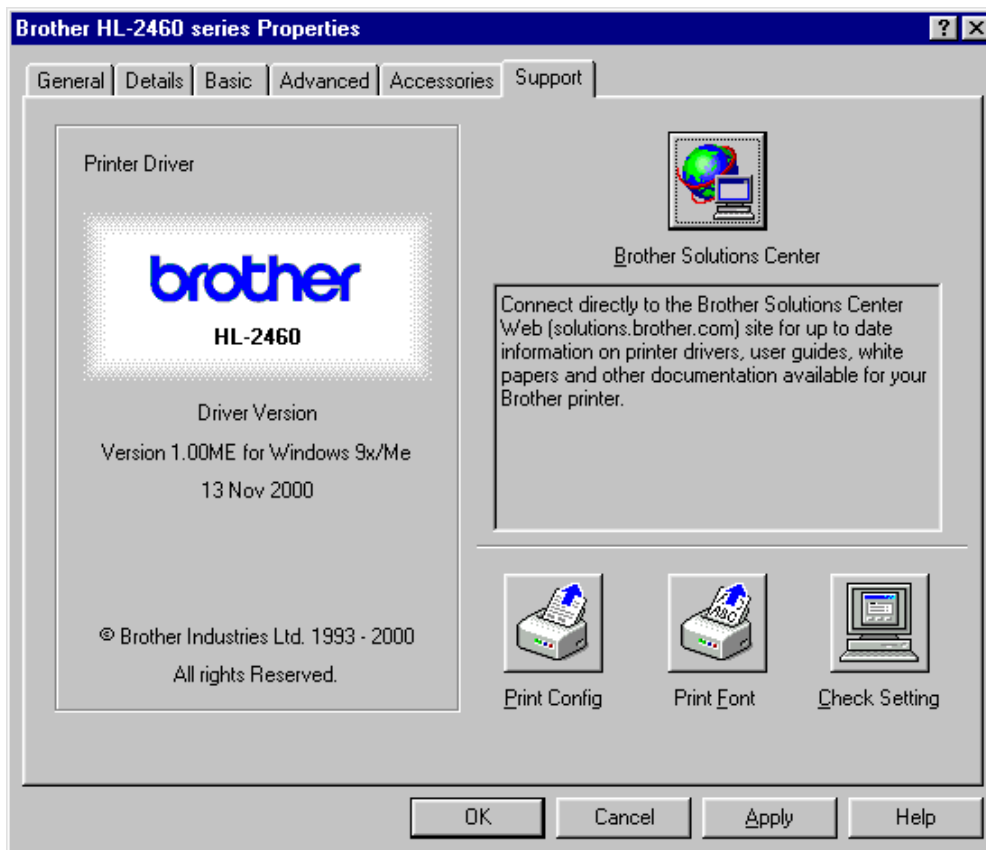 Brother HL-2460 series Properties
General Details Basic Advanced Accessories Support
Printer Driver
brother
HL-2460
Driver Version
Version 1.00ME for Windows 9x/Me
13 Nov 2000
© Brother Industries Ltd. 1993 - 2000
All rights Reserved.
Brother Solutions Center
Connect directly to the Brother Solutions Center
Web (solutions.brother.com) site for up to date
information on printer drivers, user guides, white
papers and other documentation available for your
Brother printer.
ABC
Print Config Print Font Check Setting
OK Cancel Apply Help